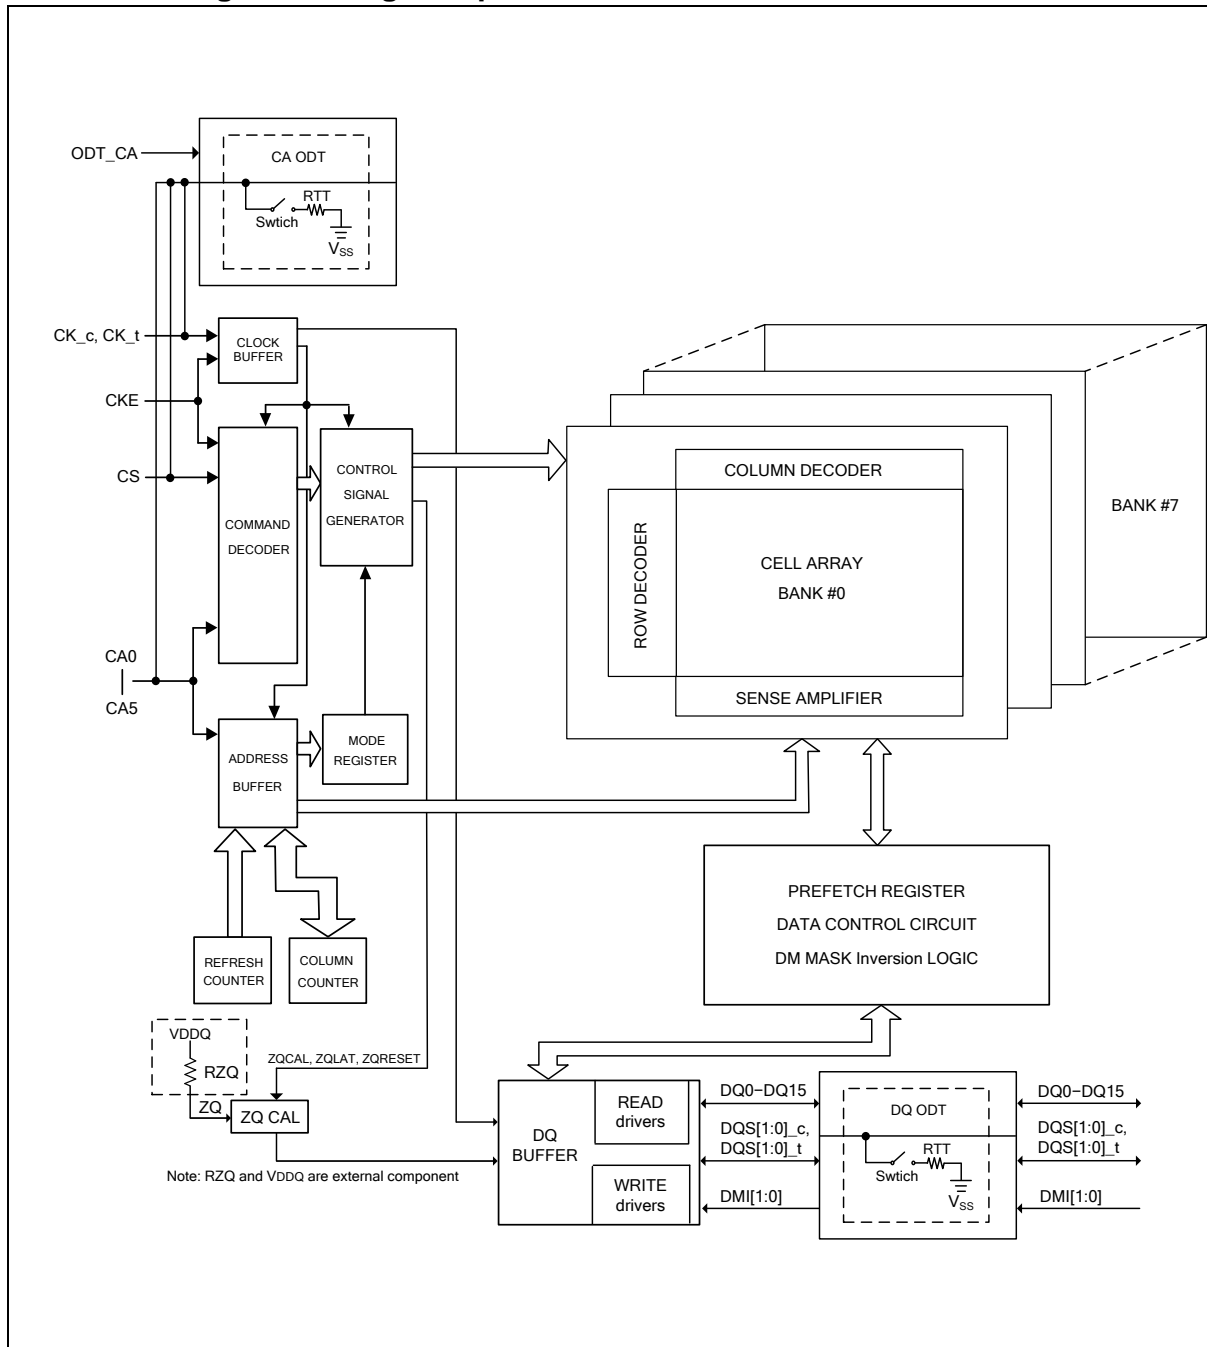 ODT_CA
CA ODT
RTT
Swtich
VSS
CK_c, CK_t
CLOCK
BUFFER
CKE
CS
COMMAND
DECODER
CONTROL
SIGNAL
GENERATOR
COLUMN DECODER
ROW DECODER
CELL ARRAY
BANK #0
SENSE AMPLIFIER
BANK #7
CA0
CA5
ADDRESS
BUFFER
MODE
REGISTER
REFRESH
COUNTER
COLUMN
COUNTER
PREFETCH REGISTER
DATA CONTROL CIRCUIT
DM MASK Inversion LOGIC
VDDQ
RZQ
ZQ
ZQ CAL
ZQCAL, ZQLAT, ZQRESET
Note: RZQ and VDDQ are external component
DQ
BUFFER
READ
drivers
WRITE
drivers
DQ0−DQ15
DQS[1:0]_c,
DQS[1:0]_t
DMI[1:0]
DQ ODT
RTT
Swtich
VSS
DQ0−DQ15
DQS[1:0]_c,
DQS[1:0]_t
DMI[1:0]